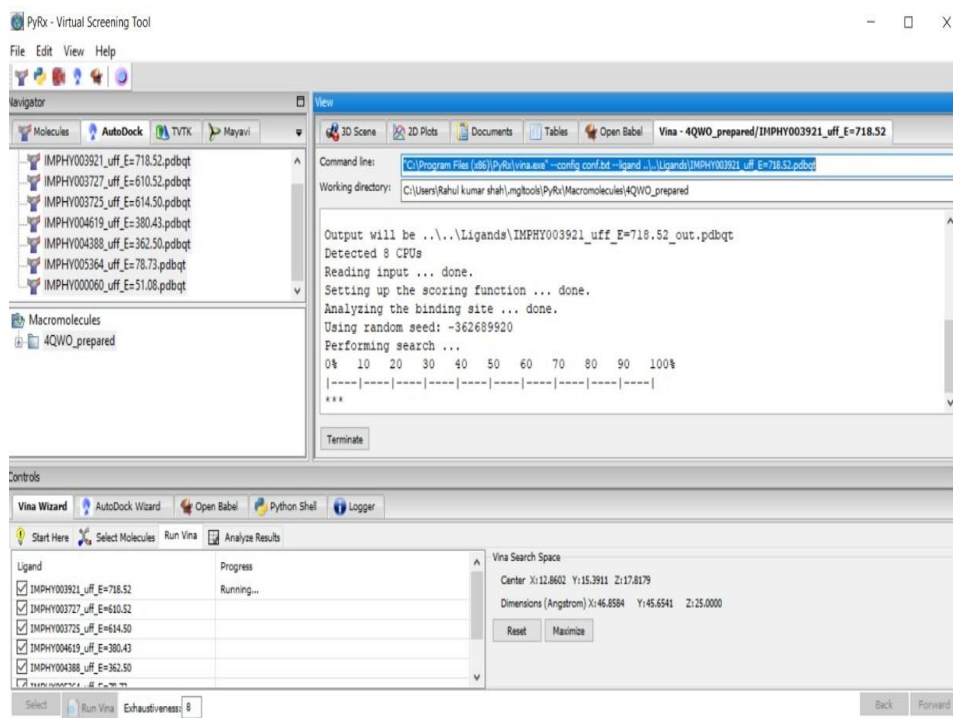 PyRx - Virtual Screening Tool
File Edit View Help
Navigator
Molecules AutoDock TVTK Mayavi
IMPHY003921_uff_E=718.52.pdbqt
IMPHY003727_uff_E=610.52.pdbqt
IMPHY003725_uff_E=614.50.pdbqt
IMPHY004619_uff_E=380.43.pdbqt
IMPHY004388_uff_E=362.50.pdbqt
IMPHY005364_uff_E=78.73.pdbqt
IMPHY000060_uff_E=51.08.pdbqt
Macromolecules
4QWO_prepared
View
3D Scene 2D Plots Documents Tables Open Babel Vina - 4QWO_prepared/IMPHY003921_uff_E=718.52
Command line: "C:\Program Files (x86)\PyRx\vina.exe" --config conf.txt --ligand ..\..\Ligands\IMPHY003921_uff_E=718.52.pdbqt
Working directory: C:\Users\Rahul kumar shah\.mgltools\PyRx\Macromolecules\4QWO_prepared
Output will be ..\..\Ligands\IMPHY003921_uff_E=718.52_out.pdbqt
Detected 8 CPUs
Reading input ... done.
Setting up the scoring function ... done.
Analyzing the binding site ... done.
Using random seed: -362689920
Performing search ...
0% 10 20 30 40 50 60 70 80 90 100%
|----|----|----|----|----|----|----|----|----|----|
***
Terminate
Controls
Vina Wizard AutoDock Wizard Open Babel Python Shell Logger
Start Here Select Molecules Run Vina Analyze Results
Ligand Progress
IMPHY003921_uff_E=718.52 Running...
IMPHY003727_uff_E=610.52
IMPHY003725_uff_E=614.50
IMPHY004619_uff_E=380.43
IMPHY004388_uff_E=362.50
Vina Search Space
Center X:12.8602 Y:15.3911 Z:17.8179
Dimensions (Angstrom) X:46.8584 Y:45.6541 Z:25.0000
Reset Maximize
Select Run Vina Exhaustiveness: 8 Back Forward